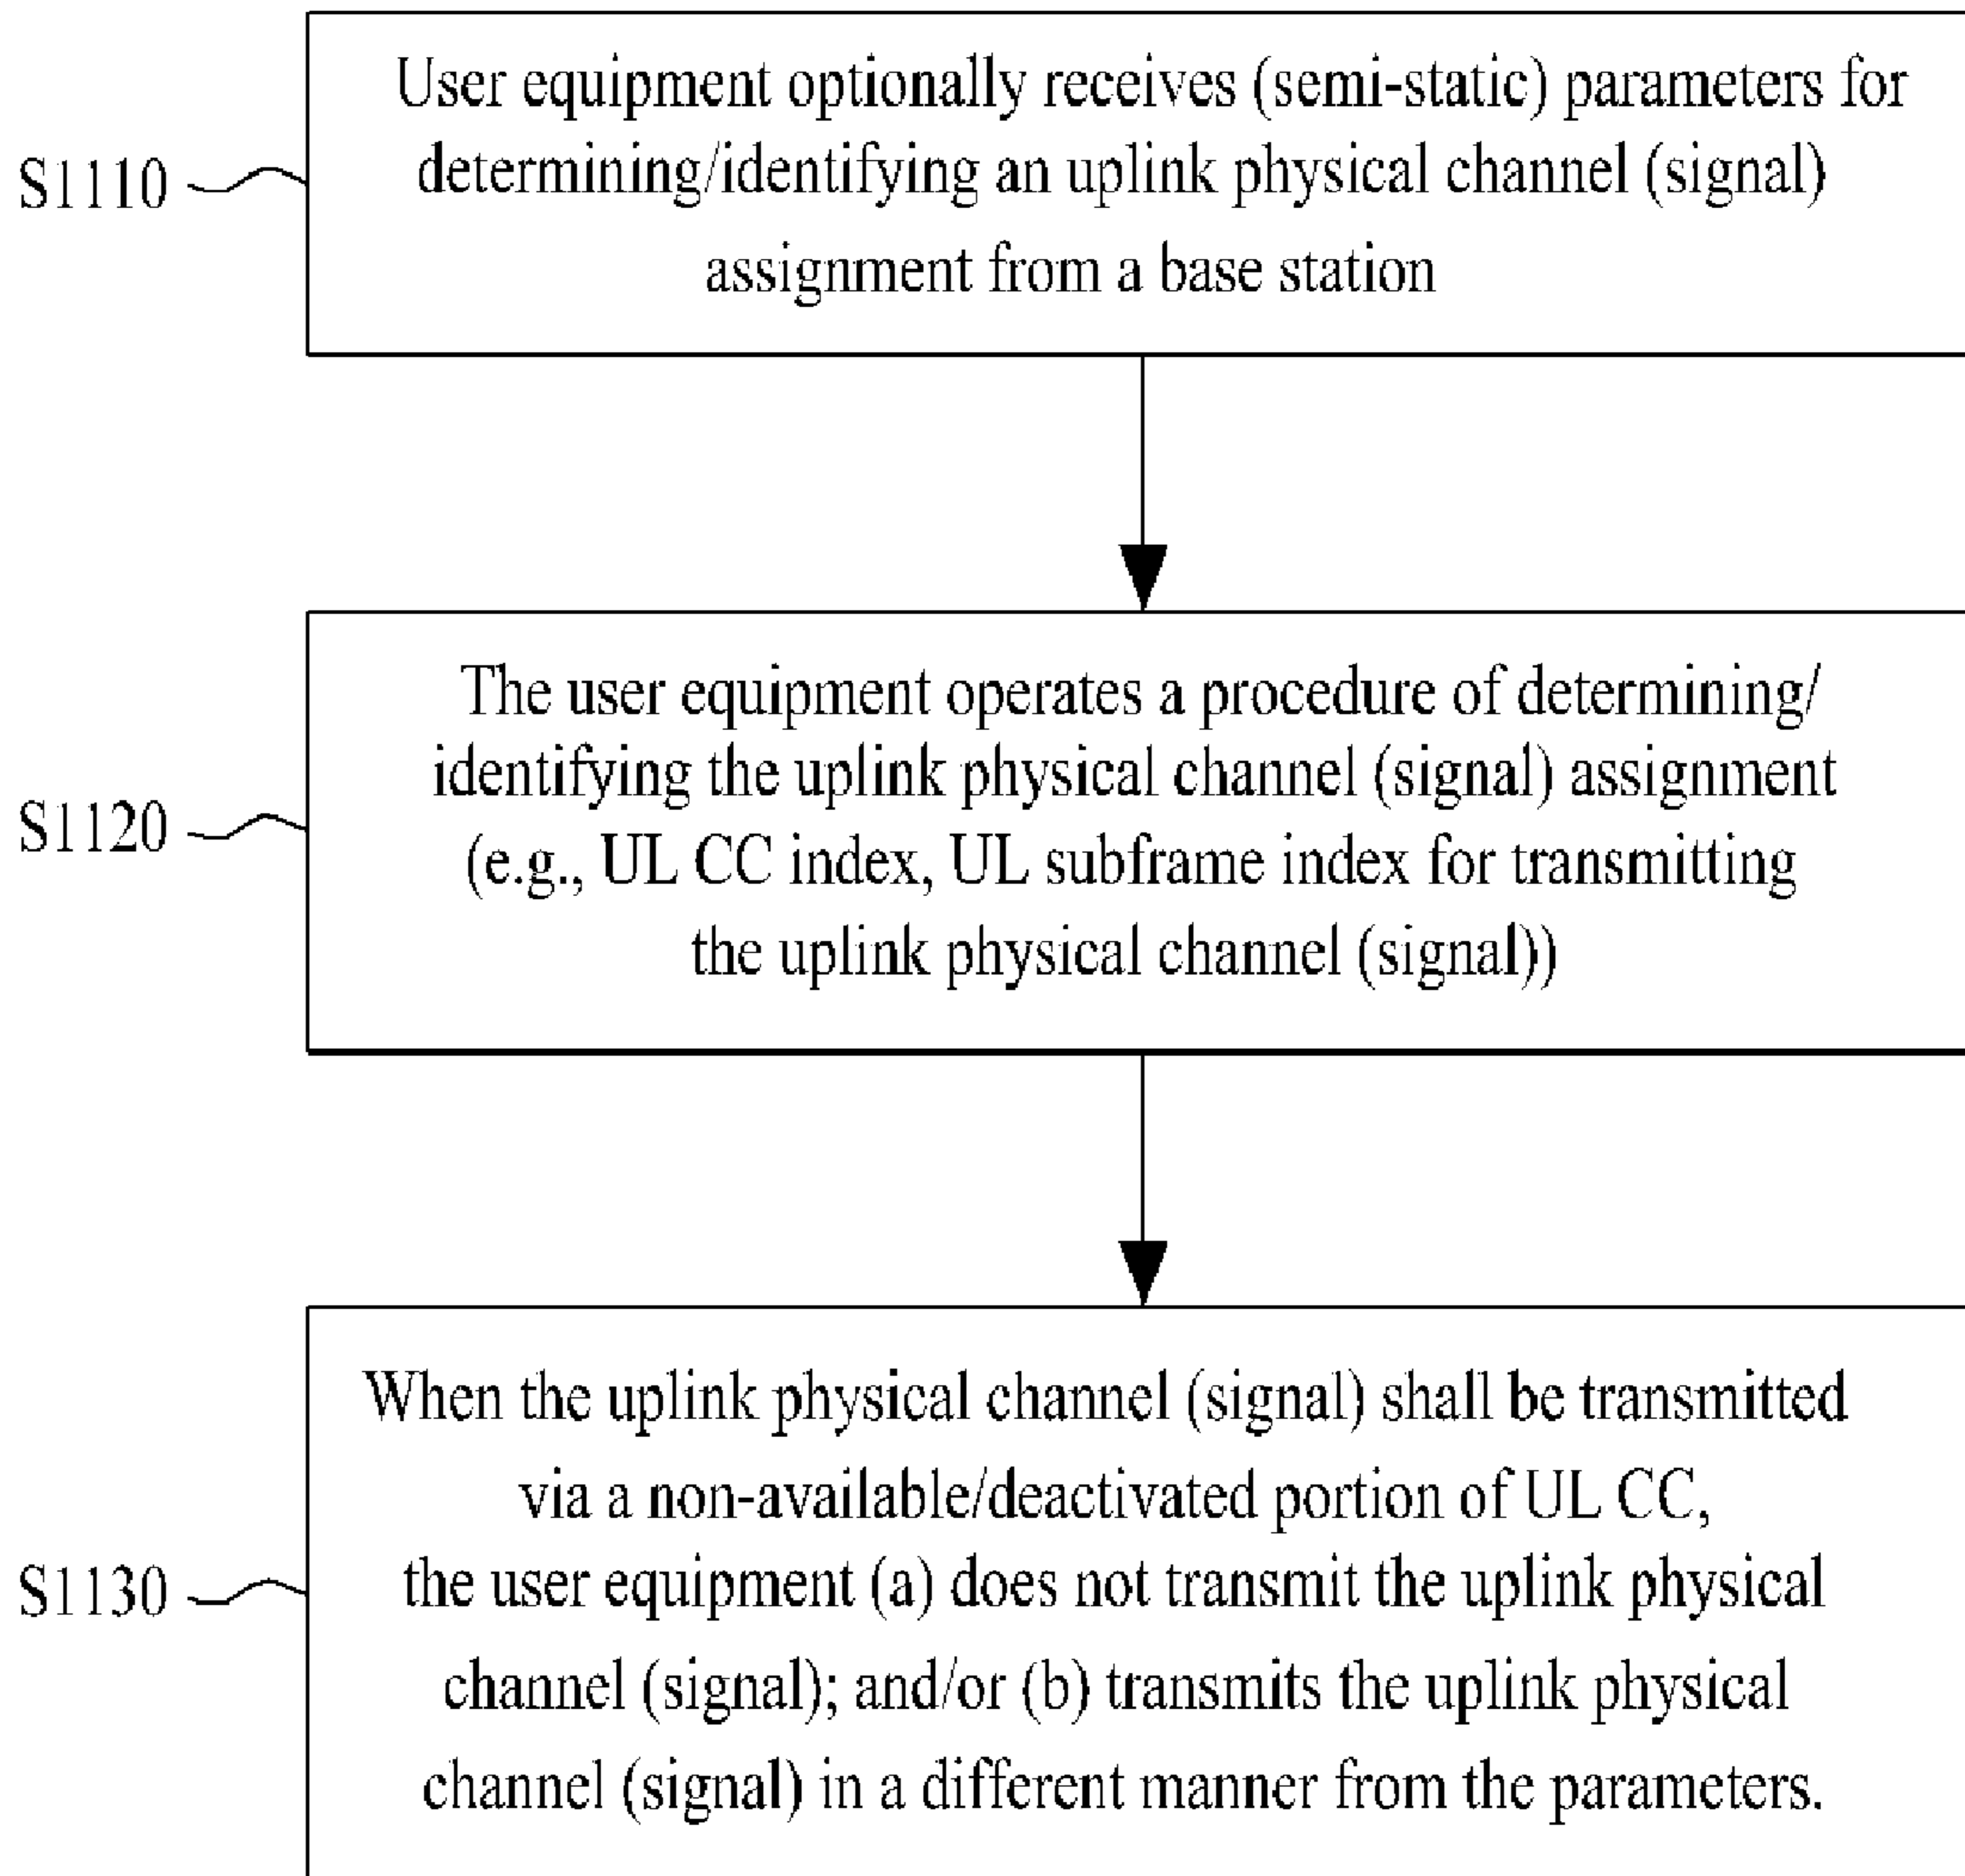 User equipment optionally receives (semi-static) parameters for
determining/identifying an uplink physical channel (signal)
assignment from a base station
S1110
The user equipment operates a procedure of determining/
identifying the uplink physical channel (signal) assignment
(e.g., UL CC index, UL subframe index for transmitting
the uplink physical channel (signal))
S1120
When the uplink physical channel (signal) shall be transmitted
via a non-available/deactivated portion of UL CC,
the user equipment (a) does not transmit the uplink physical
channel (signal); and/or (b) transmits the uplink physical
channel (signal) in a different manner from the parameters.
S1130